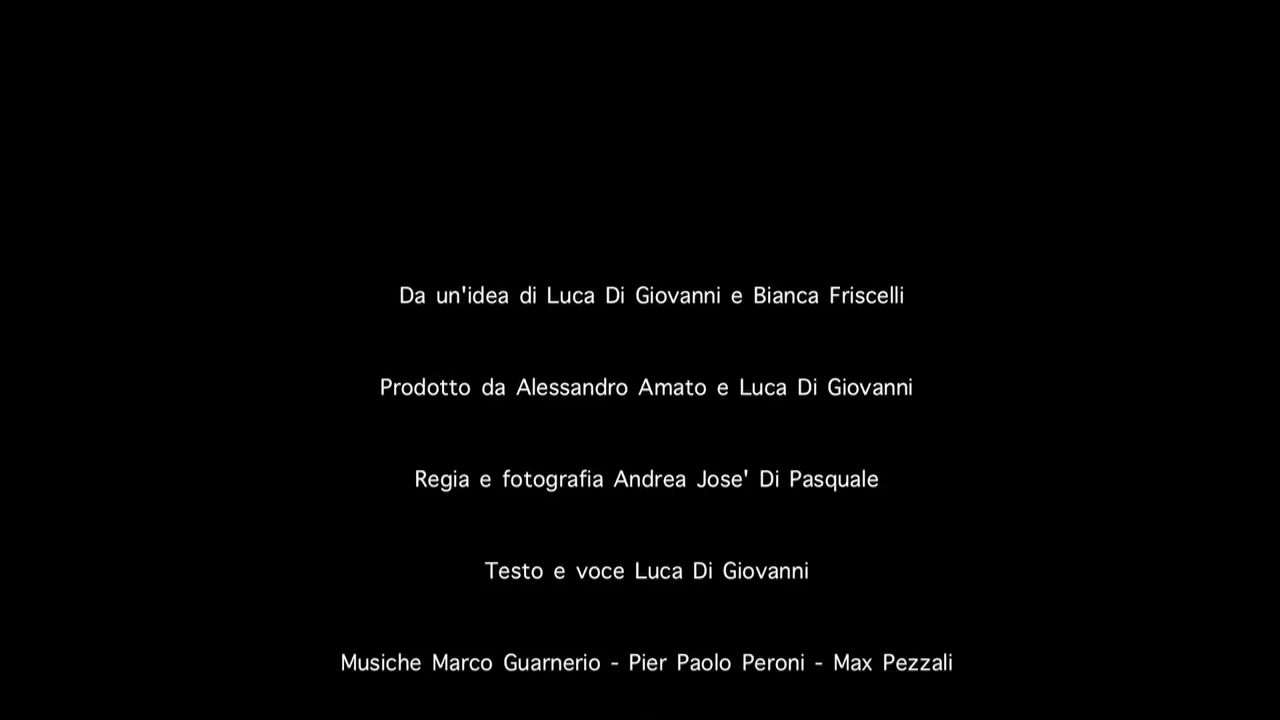 Da un'idea di Luca Di Giovanni e Bianca Friscelli
Prodotto da Alessandro Amato e Luca Di Giovanni
Regia e fotografia Andrea Jose' Di Pasquale
Testo e voce Luca Di Giovanni
Musiche Marco Guarnerio - Pier Paolo Peroni - Max Pezzali